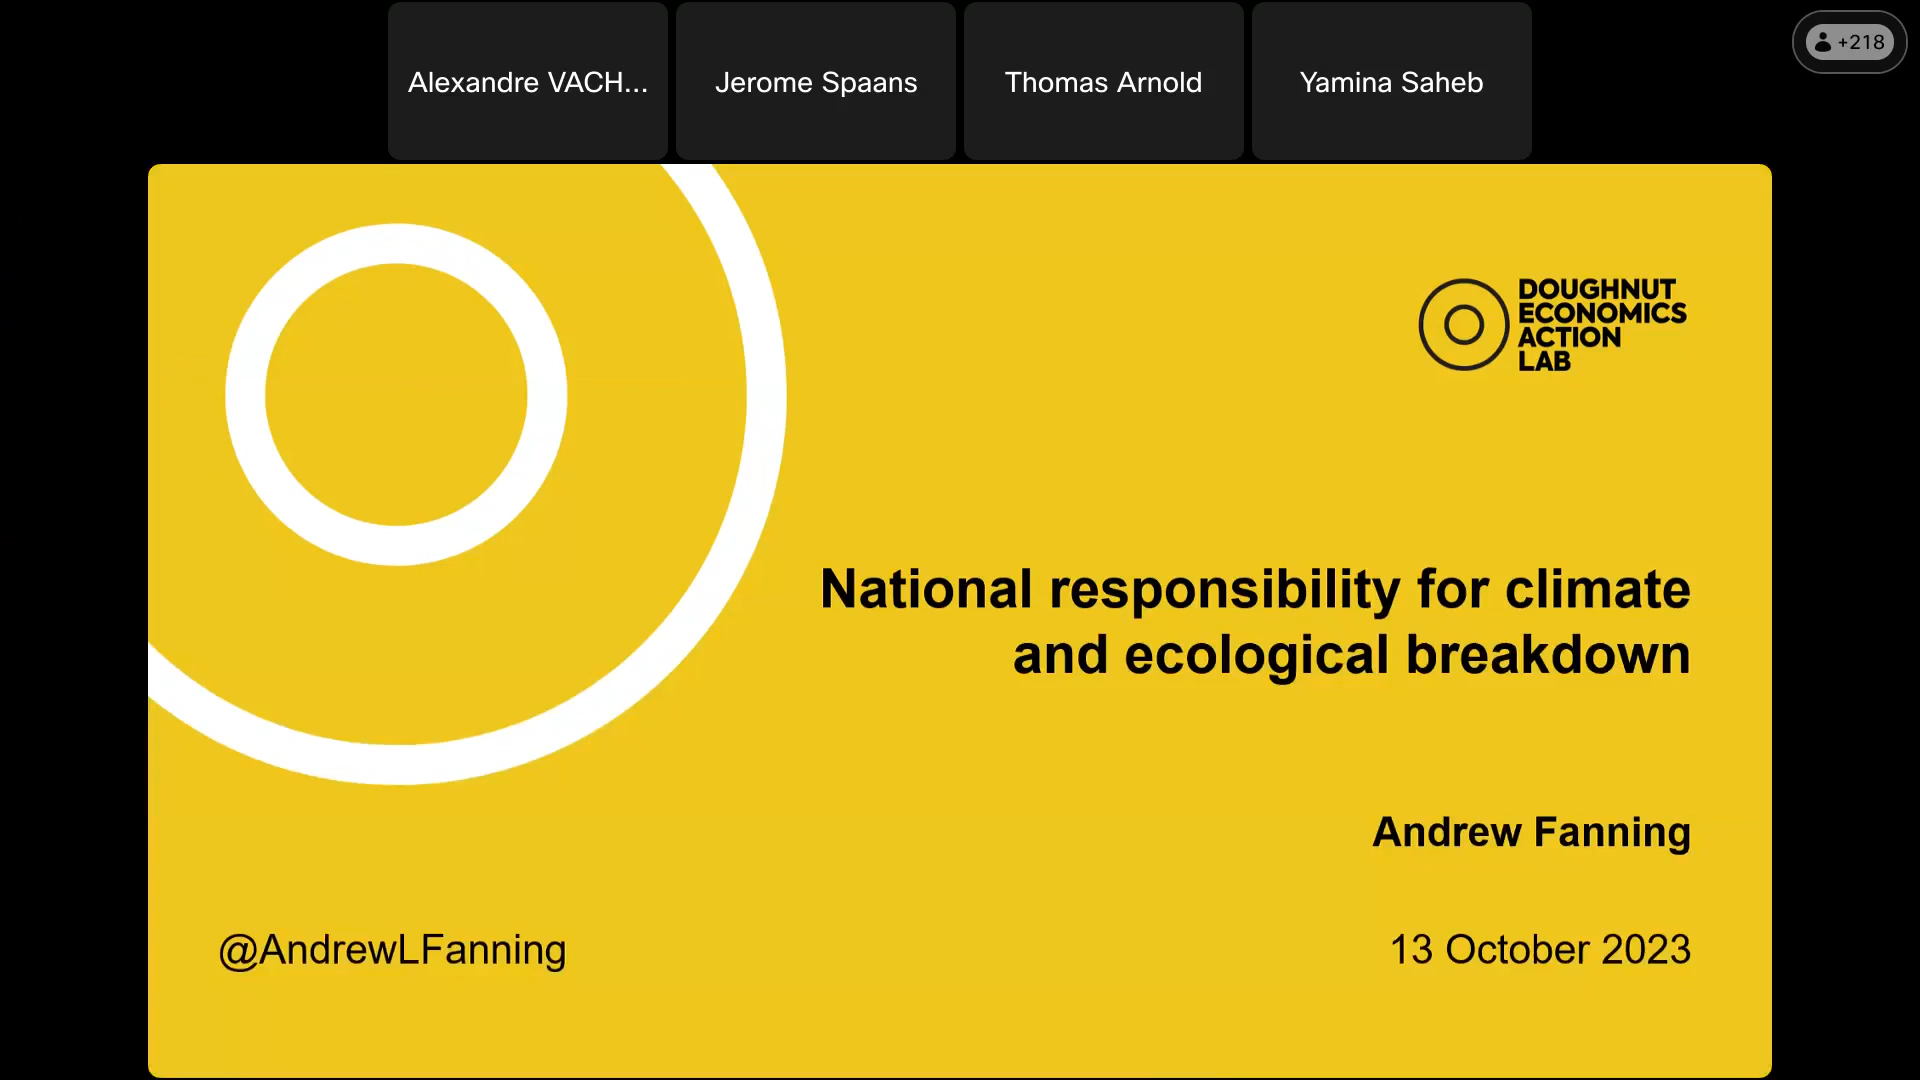 Alexandre VACH...
Jerome Spaans
Thomas Arnold
Yamina Saheb
+218
DOUGHNUT
ECONOMICS
ACTION
LAB
National responsibility for climate
and ecological breakdown
Andrew Fanning
@AndrewLFanning
13 October 2023